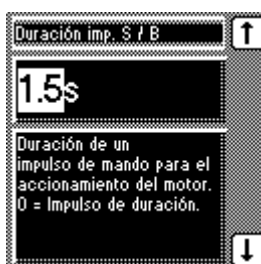 Duración imp. S / B
1.5s
Duración de un
impulso de mando para el
accionamiento del motor.
0 = Impulso de duración.